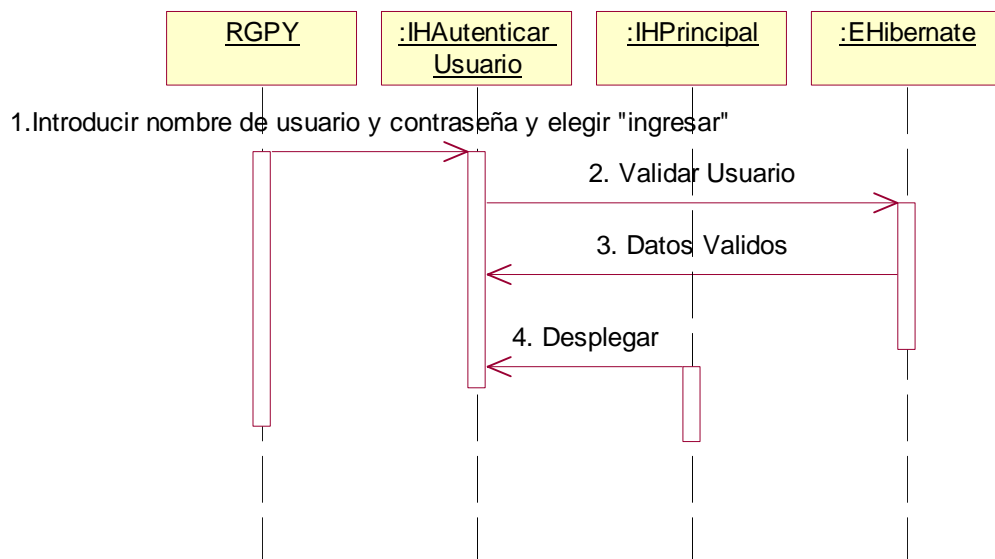 RGPY
:IHAutenticar
Usuario
:IHPrincipal
:EHibernate
1.Introducir nombre de usuario y contraseña y elegir "ingresar"
2. Validar Usuario
3. Datos Validos
4. Desplegar